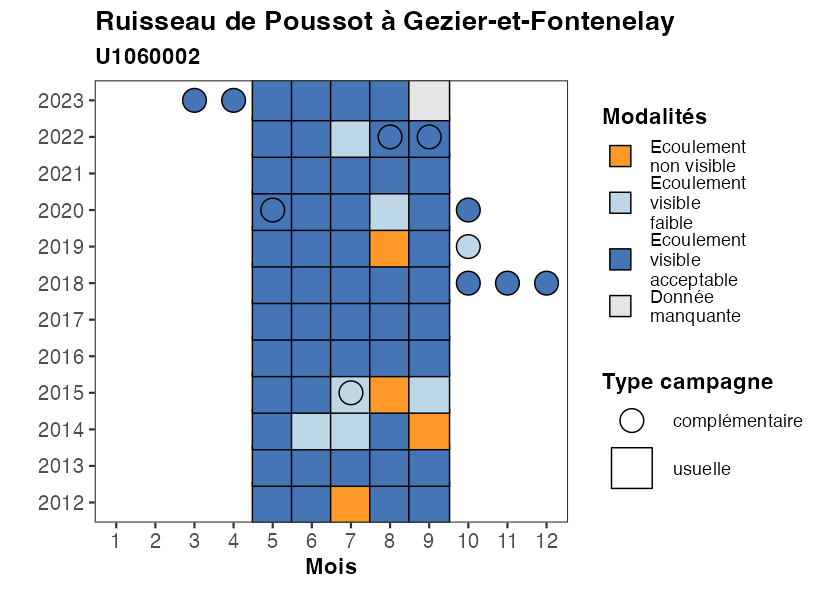 Ruisseau de Poussot à Gezier-et-Fontenelay
U1060002
2023
2022
2021
2020
2019
2018
2017
2016
2015
2014
2013
2012
1 2 3 4 5 6 7 8 9 10 11 12
Mois
Modalités
Ecoulement
non visible
Ecoulement
visible
faible
Ecoulement
visible
acceptable
Donnée
manquante
Type campagne
complémentaire
usuelle